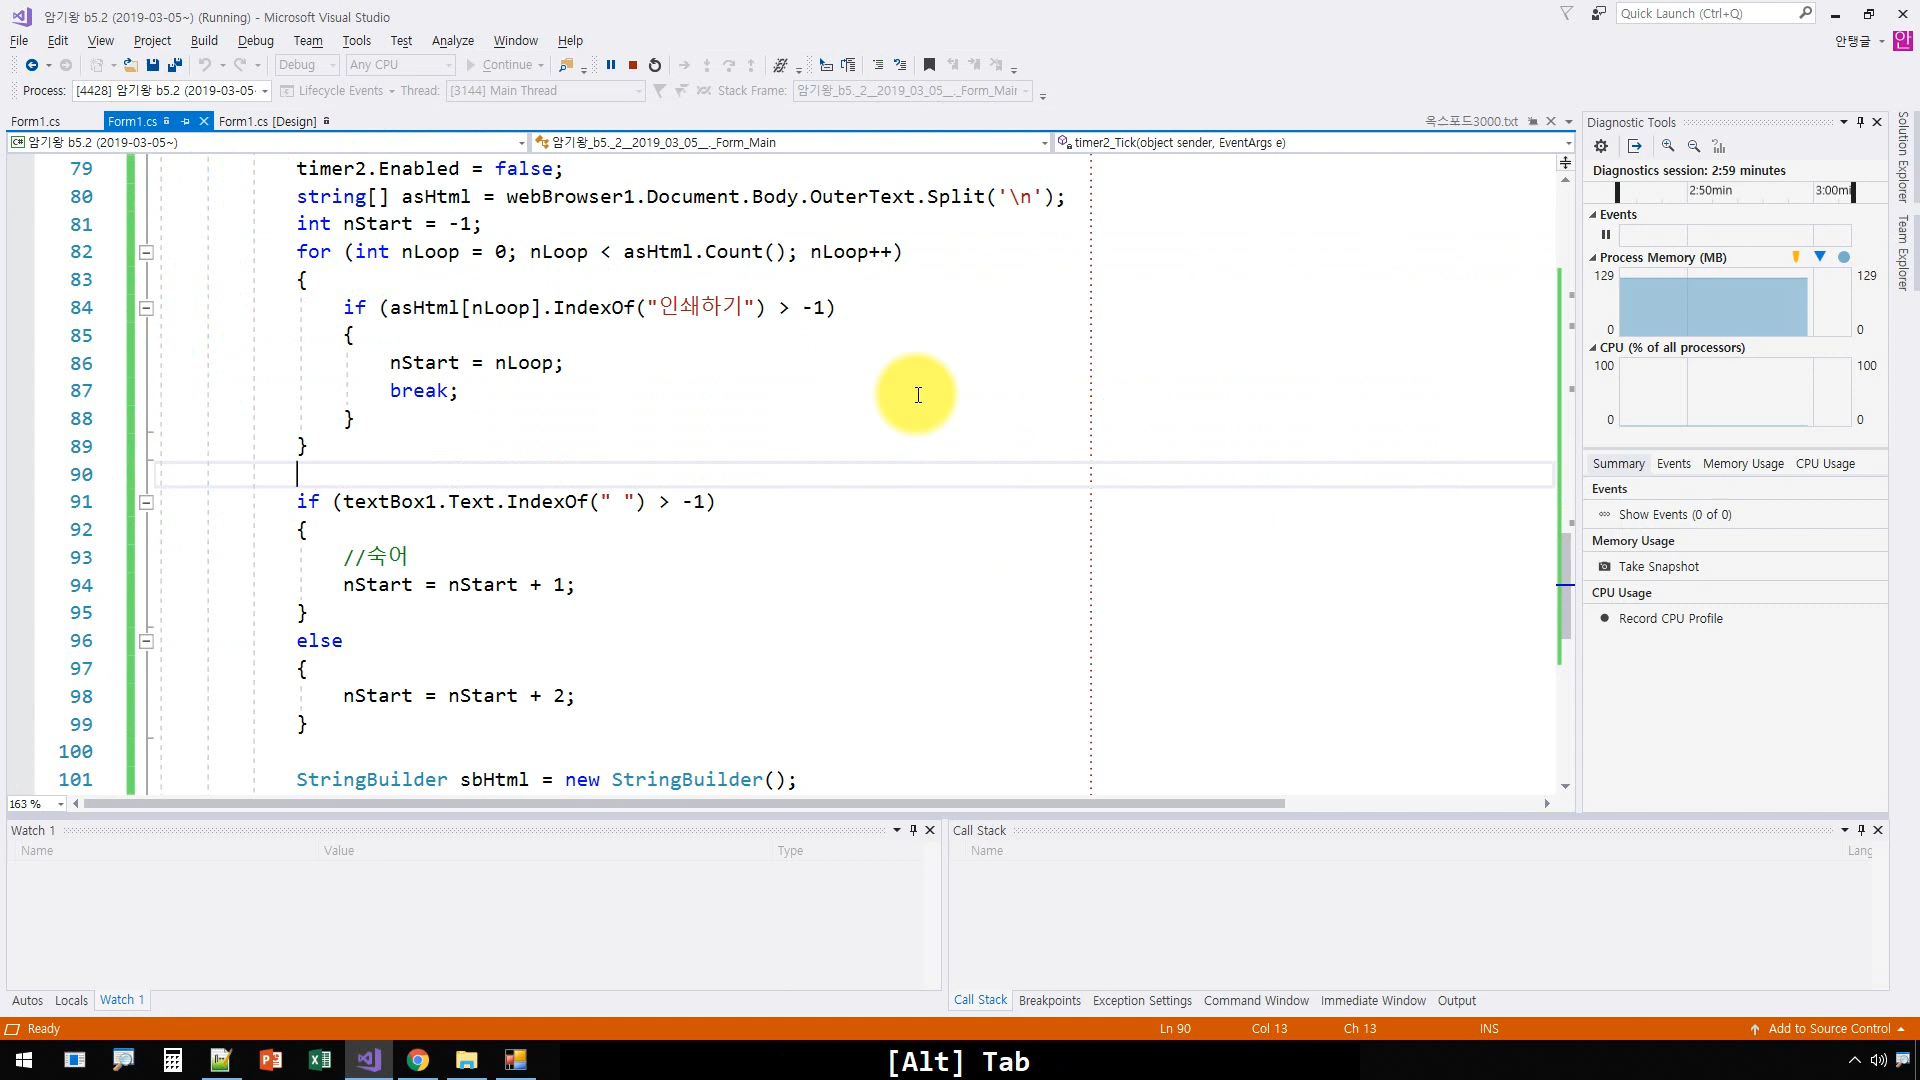 암기왕 b5.2 (2019-03-05~) (Running) - Microsoft Visual Studio
Quick Launch (Ctrl+Q)
File Edit View Project Build Debug Team Tools Test Analyze Window Help
안탱글 안
Debug Any CPU Continue
Process: [4428] 암기왕 b5.2 (2019-03-05- Lifecycle Events Thread: [3144] Main Thread Stack Frame: 암기왕_b5._2__2019_03_05__._Form_Mair
Form1.cs Form1.cs Form1.cs [Design] 옥스포드3000.txt
암기왕 b5.2 (2019-03-05~) 암기왕_b5._2__2019_03_05__._Form_Main timer2_Tick(object sender, EventArgs e)
79 timer2.Enabled = false;
80 string[] asHtml = webBrowser1.Document.Body.OuterText.Split('\n');
81 int nStart = -1;
82 for (int nLoop = 0; nLoop < asHtml.Count(); nLoop++)
83 {
84 if (asHtml[nLoop].IndexOf("인쇄하기") > -1)
85 {
86 nStart = nLoop;
87 break;
88 }
89 }
90
91 if (textBox1.Text.IndexOf(" ") > -1)
92 {
93 //숙어
94 nStart = nStart + 1;
95 }
96 else
97 {
98 nStart = nStart + 2;
99 }
100
101 StringBuilder sbHtml = new StringBuilder();
163 %
Diagnostic Tools
Diagnostics session: 2:59 minutes
2:50min 3:00mi
Events
Process Memory (MB)
129 129
0 0
CPU (% of all processors)
100 100
0 0
Summary Events Memory Usage CPU Usage
Events
Show Events (0 of 0)
Memory Usage
Take Snapshot
CPU Usage
Record CPU Profile
Solution Explorer
Team Explorer
Watch 1
Name Value Type
Call Stack
Name Lang
Autos Locals Watch 1
Call Stack Breakpoints Exception Settings Command Window Immediate Window Output
Ready Ln 90 Col 13 Ch 13 INS Add to Source Control
[Alt] Tab